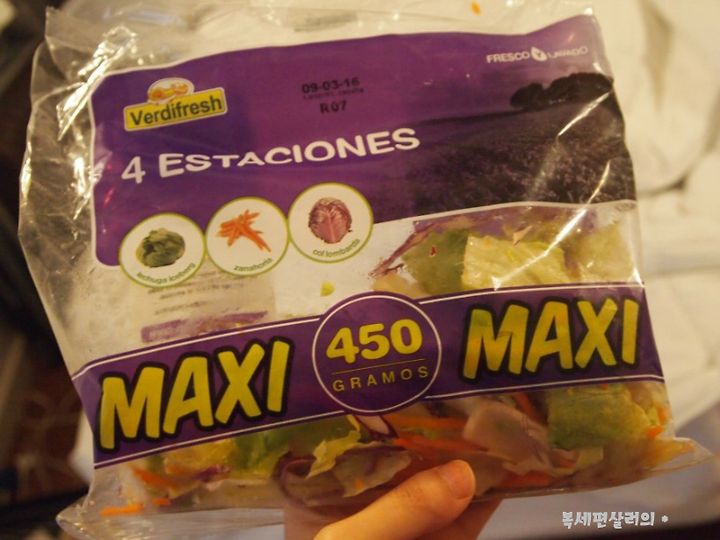 FRESCO Y LAVADO
Verdifresh
09-03-16
R07
4 ESTACIONES
lechuga iceberg
zanahoria
col lombarda
MAXI
450
GRAMOS
MAXI
복세편살러의